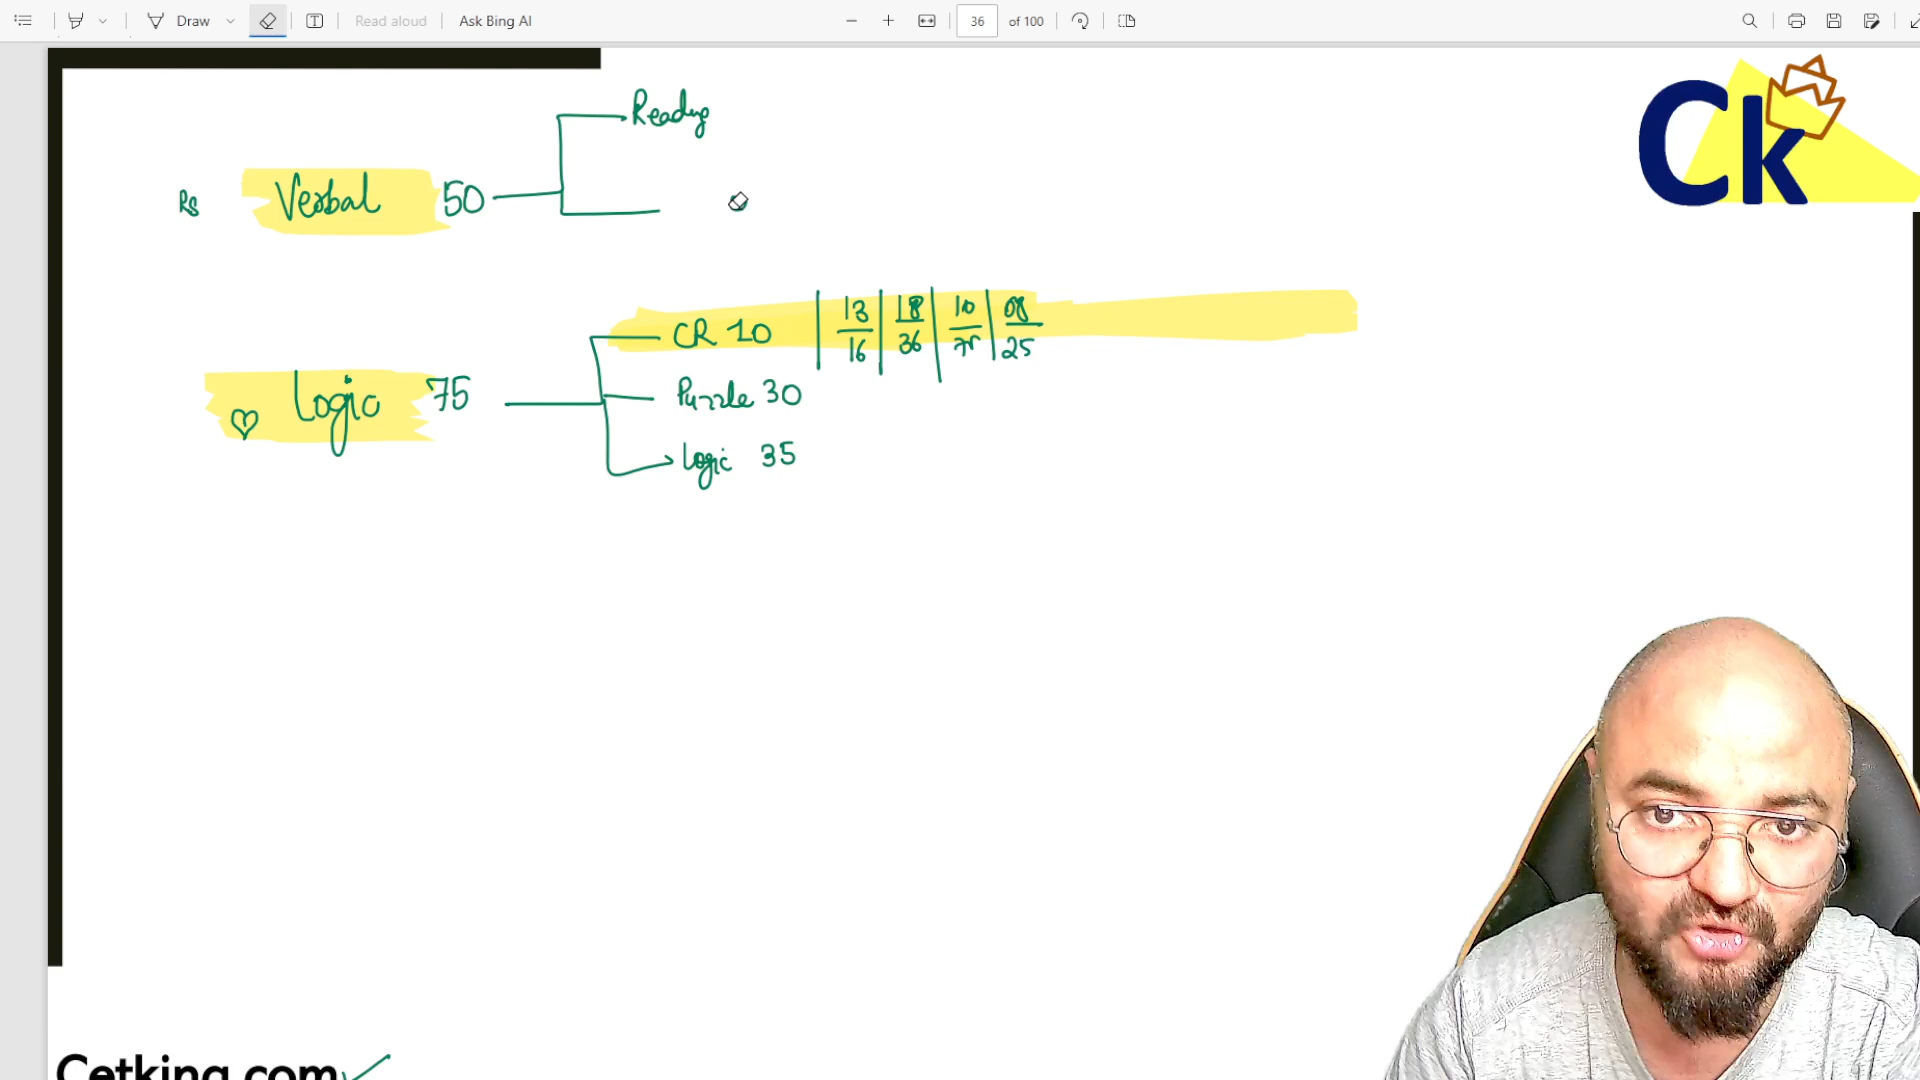 Draw Read aloud Ask Bing AI 36 of 100
Ck
Reading
Rs Verbal 50
CR 10 13/16 18/36 10/75 08/25
Logic 75
Puzzle 30
Logic 35
Cetking.com